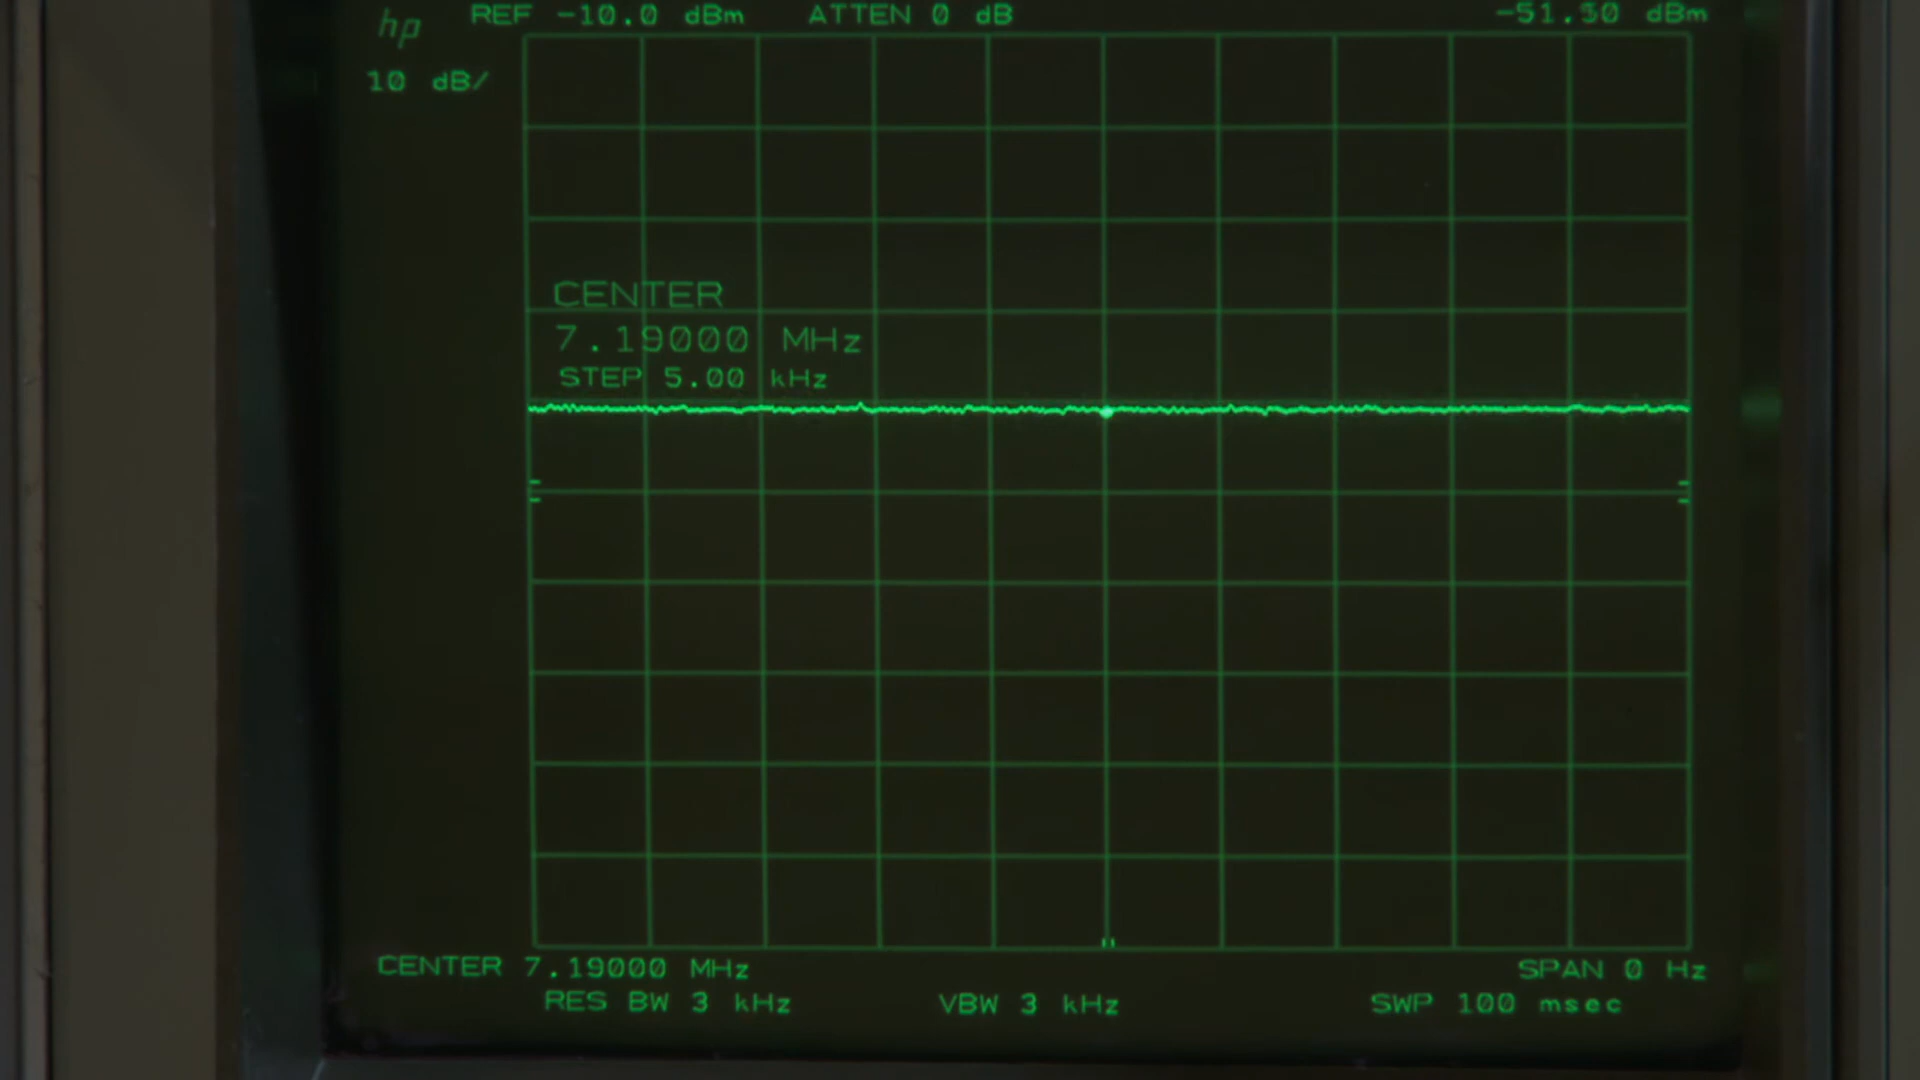 hp
REF -10.0 dBm ATTEN 0 dB -51.50 dBm
10 dB/
CENTER
7.19000 MHz
STEP 5.00 kHz
CENTER 7.19000 MHz SPAN 0 Hz
RES BW 3 kHz VBW 3 kHz SWP 100 msec